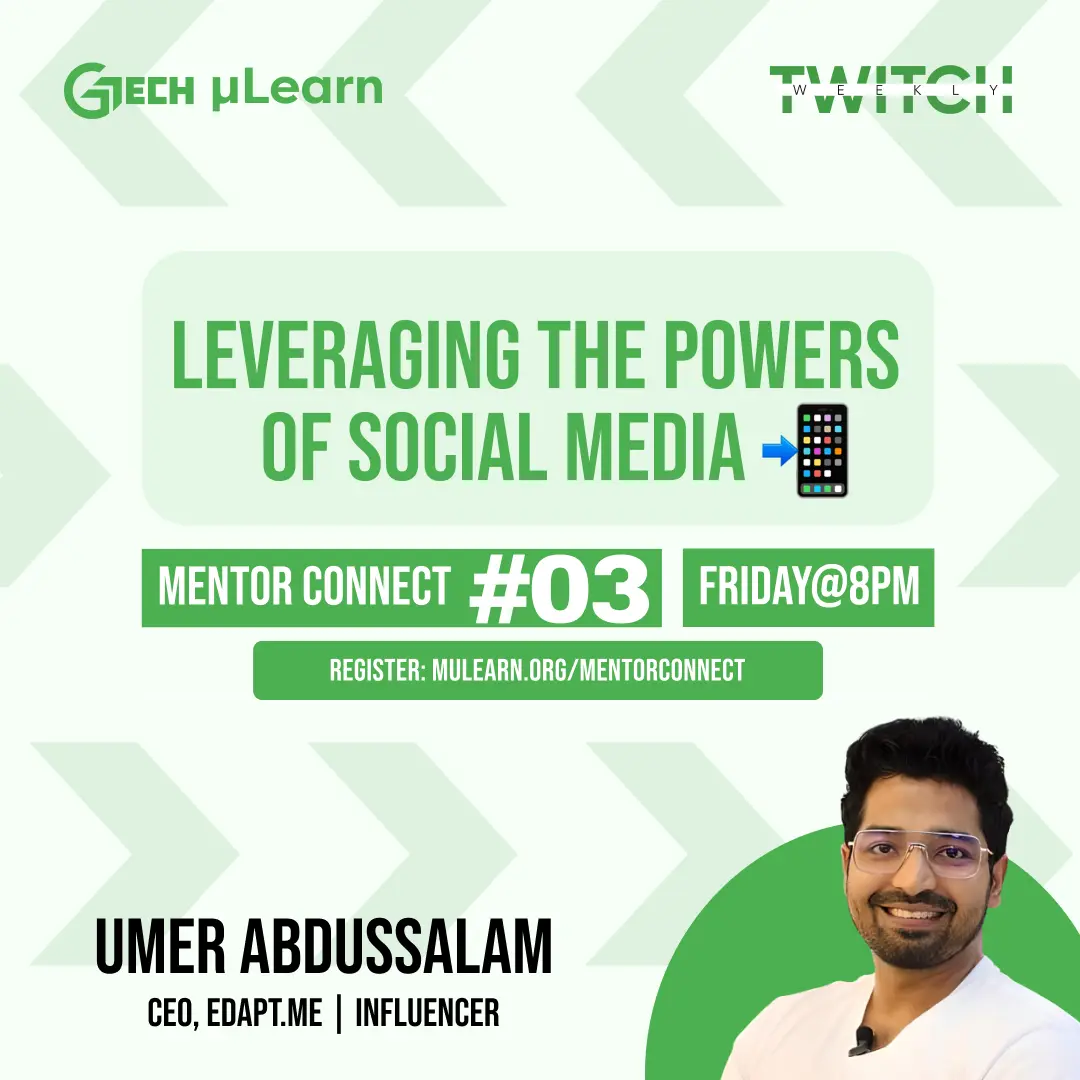 GTECH µLearn
TWITCH
WEEKLY
LEVERAGING THE POWERS
OF SOCIAL MEDIA
MENTOR CONNECT #03
FRIDAY@8PM
REGISTER: MULEARN.ORG/MENTORCONNECT
UMER ABDUSSALAM
CEO, EDAPT.ME | INFLUENCER